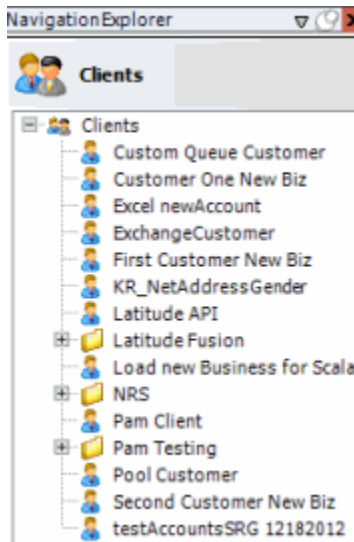 NavigationExplorer
Clients
Clients
Custom Queue Customer
Customer One New Biz
Excel newAccount
ExchangeCustomer
First Customer New Biz
KR_NetAddressGender
Latitude API
Latitude Fusion
Load new Business for Scala
NRS
Pam Client
Pam Testing
Pool Customer
Second Customer New Biz
testAccountsSRG 12182012